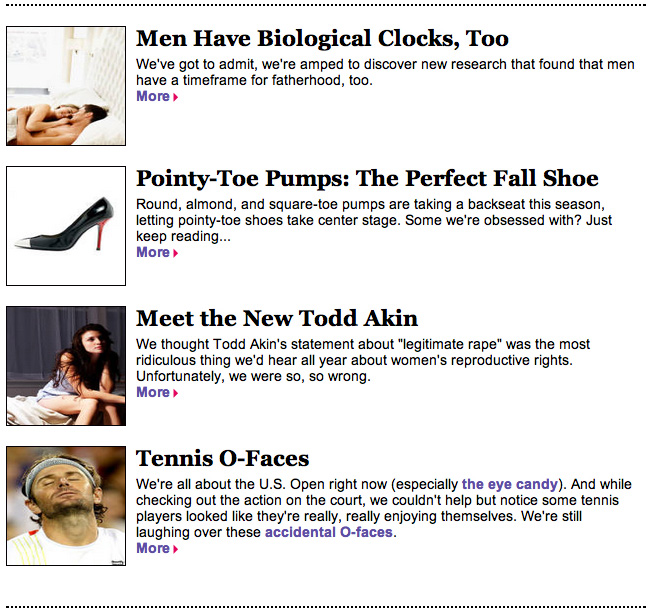 Men Have Biological Clocks, Too
We've got to admit, we're amped to discover new research that found that men
have a timeframe for fatherhood, too.
More
Pointy-Toe Pumps: The Perfect Fall Shoe
Round, almond, and square-toe pumps are taking a backseat this season,
letting pointy-toe shoes take center stage. Some we're obsessed with? Just
keep reading...
More
Meet the New Todd Akin
We thought Todd Akin's statement about "legitimate rape" was the most
ridiculous thing we'd hear all year about women's reproductive rights.
Unfortunately, we were so, so wrong.
More
Tennis O-Faces
We're all about the U.S. Open right now (especially the eye candy). And while
checking out the action on the court, we couldn't help but notice some tennis
players looked like they're really, really enjoying themselves. We're still
laughing over these accidental O-faces.
More